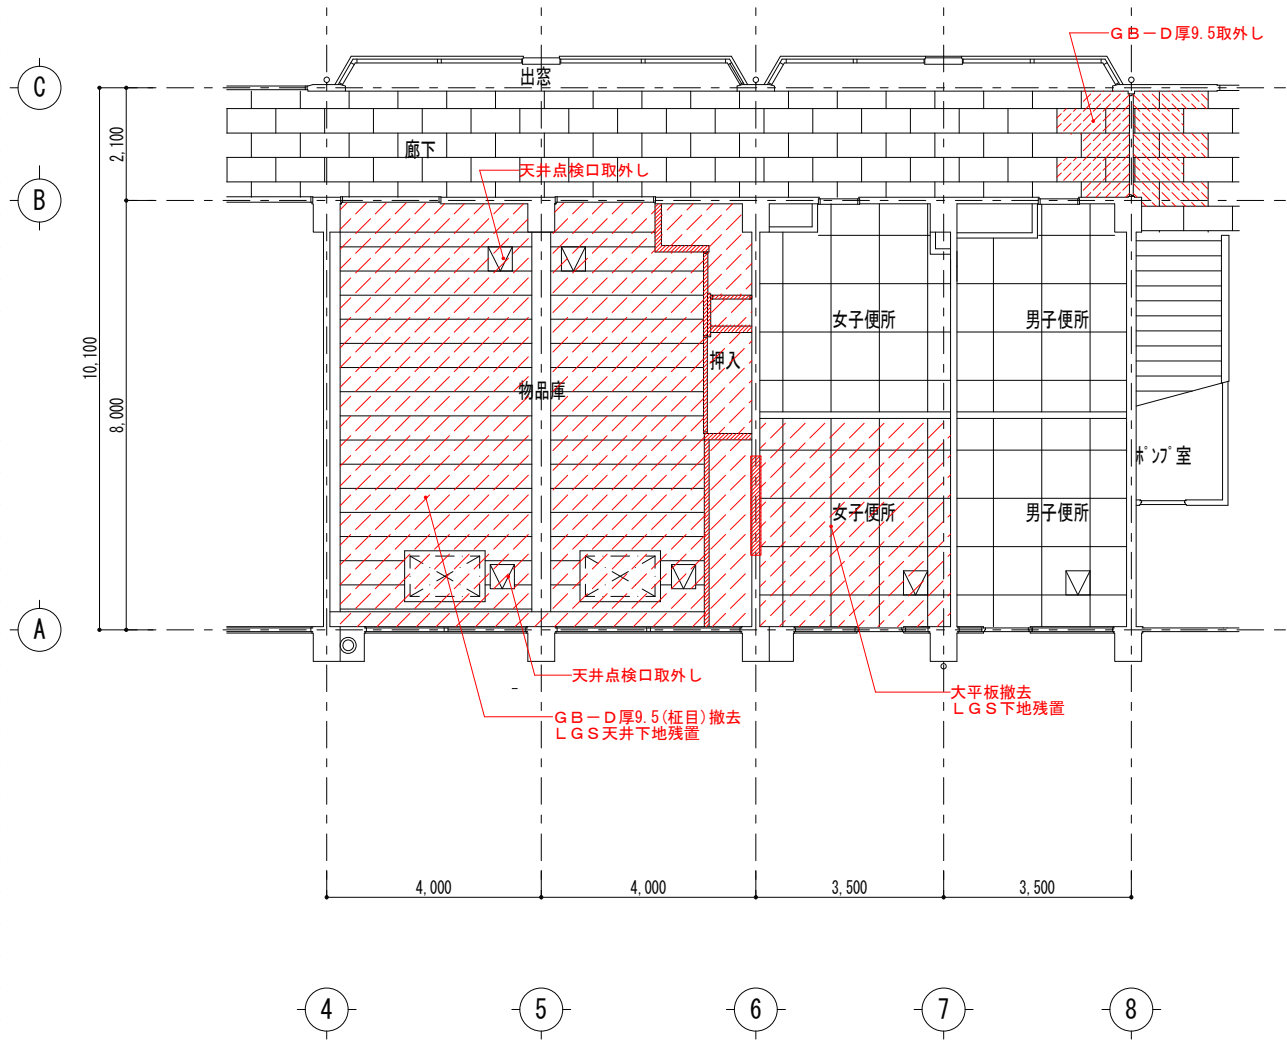 GB－D厚9.5取外し
C
出窓
2,100
廊下
天井点検口取外し
B
女子便所
男子便所
10,100
押入
物品庫
8,000
ﾎﾟﾝﾌﾟ室
女子便所
男子便所
A
天井点検口取外し
大平板撤去
LGS下地残置
GB－D厚9.5(柾目)撤去
LGS天井下地残置
4,000
4,000
3,500
3,500
4
5
6
7
8